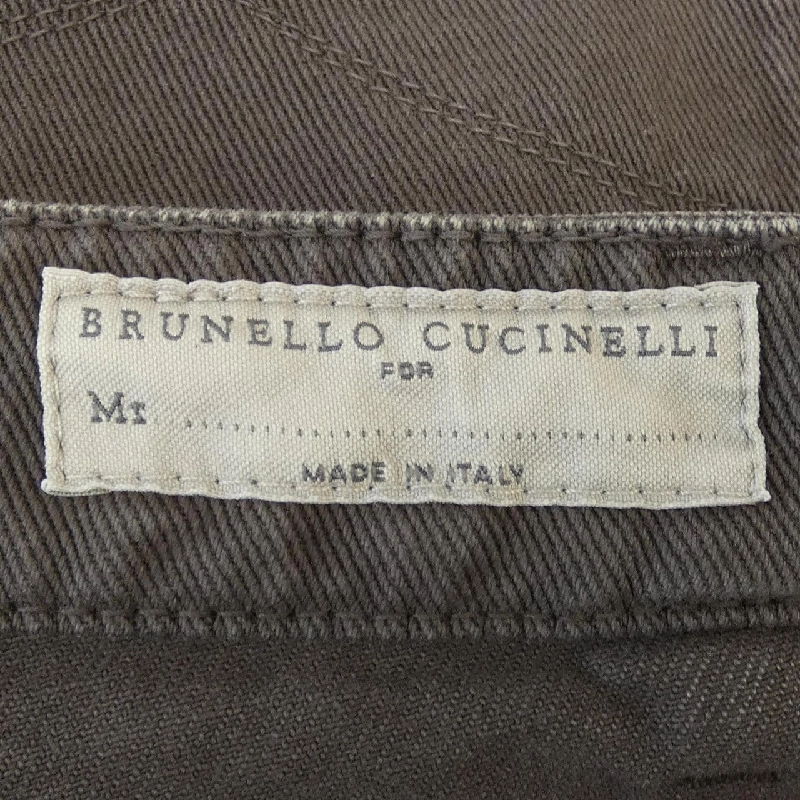 BRUNELLO CUCINELLI
FOR
Mr..............................................
MADE IN ITALY